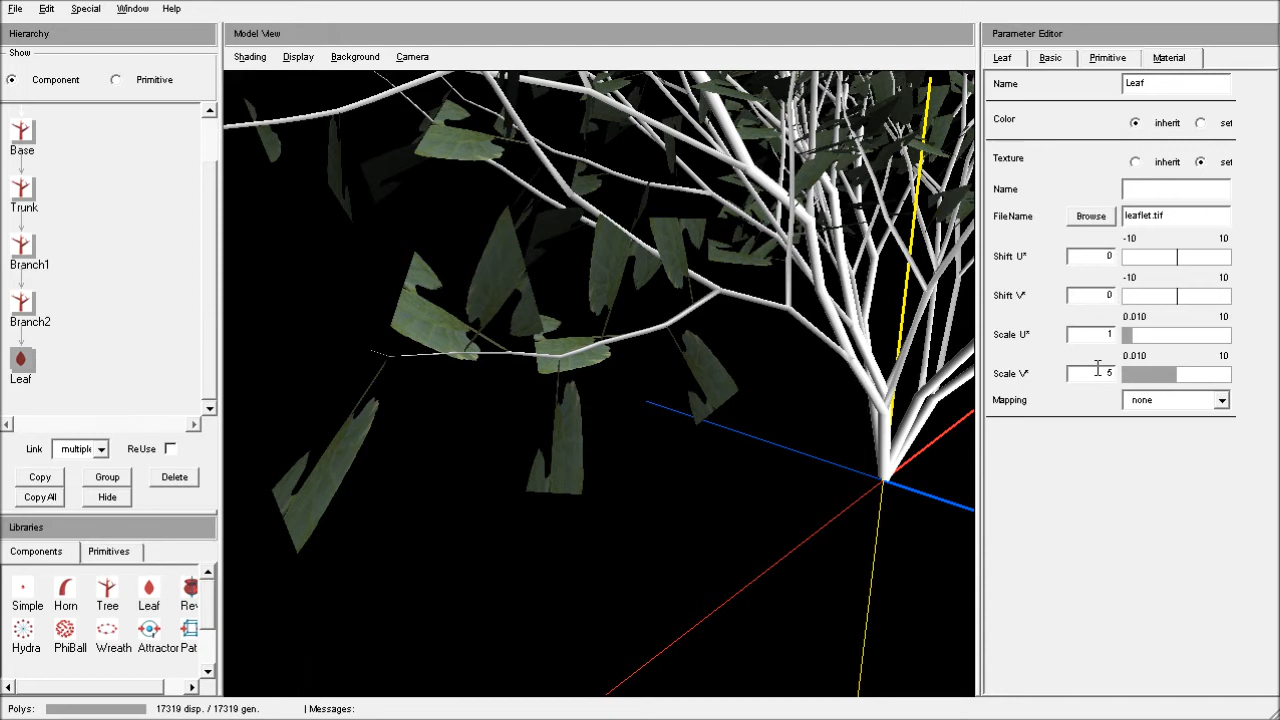 File Edit Special Window Help
Hierarchy
Show
Component Primitive
Base
Trunk
Branch1
Branch2
Leaf
Link multiple ReUse
Copy Group Delete
CopyAll Hide
Libraries
Components Primitives
Simple Horn Tree Leaf Rev
Hydra PhiBall Wreath Attractor Pat
Polys: 17319 disp. / 17319 gen. | Messages:
Model View
Shading Display Background Camera
Parameter Editor
Leaf Basic Primitive Material
Name Leaf
Color inherit set
Texture inherit set
Name
FileName Browse leaflet.tif
-10 10
Shift U* 0
-10 10
Shift V* 0
0.010 10
Scale U* 1
0.010 10
Scale V* 5
Mapping none